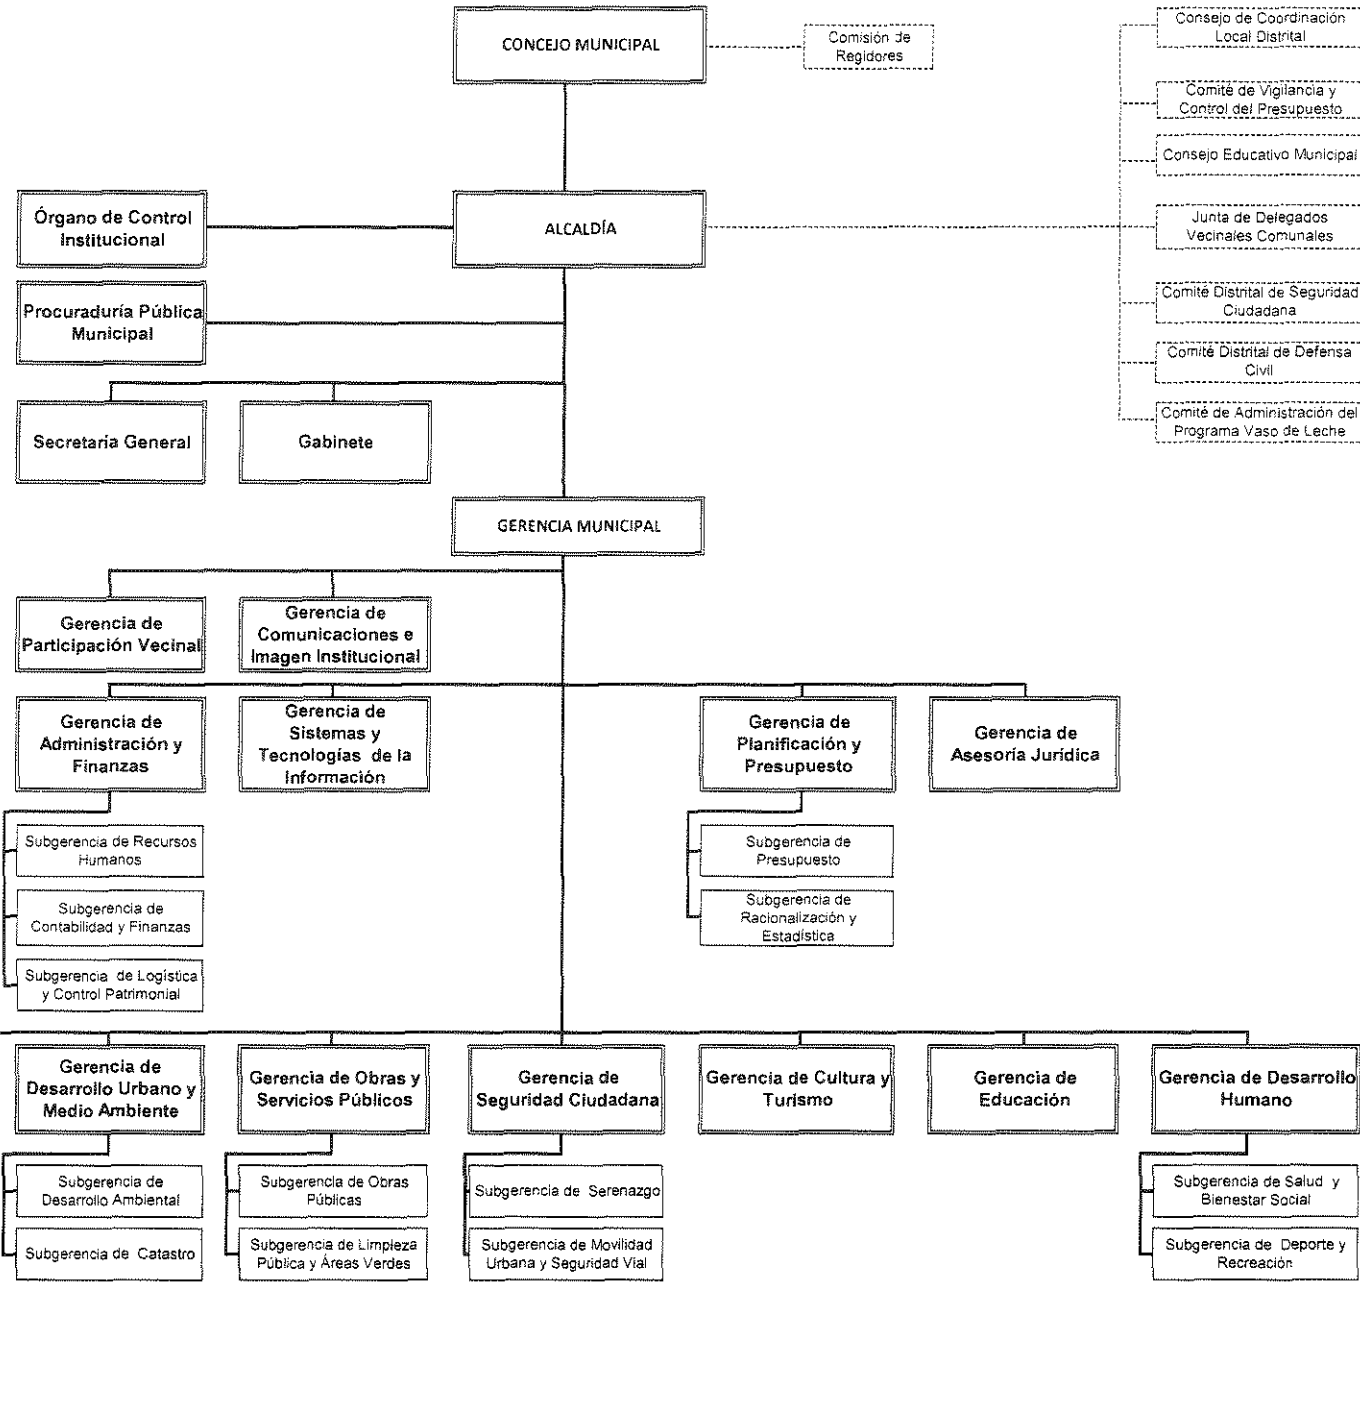 CONCEJO MUNICIPAL
Comisión de
Regidores
Consejo de Coordinación
Local Distrital
Comité de Vigilancia y
Control del Presupuesto
Consejo Educativo Municipal
Órgano de Control
Institucional
ALCALDÍA
Junta de Delegados
Vecinales Comunales
Procuraduría Pública
Municipal
Comité Distrital de Seguridad
Ciudadana
Comité Distrital de Defensa
Civil
Secretaría General
Gabinete
Comité de Administración del
Programa Vaso de Leche
GERENCIA MUNICIPAL
Gerencia de
Participación Vecinal
Gerencia de
Comunicaciones e
Imagen Institucional
Gerencia de
Administración y
Finanzas
Gerencia de
Sistemas y
Tecnologías de la
Información
Gerencia de
Planificación y
Presupuesto
Gerencia de
Asesoría Jurídica
Subgerencia de Recursos
Humanos
Subgerencia de
Contabilidad y Finanzas
Subgerencia de Logística
y Control Patrimonial
Subgerencia de
Presupuesto
Subgerencia de
Racionalización y
Estadística
Gerencia de
Desarrollo Urbano y
Medio Ambiente
Gerencia de Obras y
Servicios Públicos
Gerencia de
Seguridad Ciudadana
Gerencia de Cultura y
Turismo
Gerencia de
Educación
Gerencia de Desarrollo
Humano
Subgerencia de
Desarrollo Ambiental
Subgerencia de Catastro
Subgerencia de Obras
Públicas
Subgerencia de Limpieza
Pública y Áreas Verdes
Subgerencia de Serenazgo
Subgerencia de Movilidad
Urbana y Seguridad Vial
Subgerencia de Salud y
Bienestar Social
Subgerencia de Deporte y
Recreación